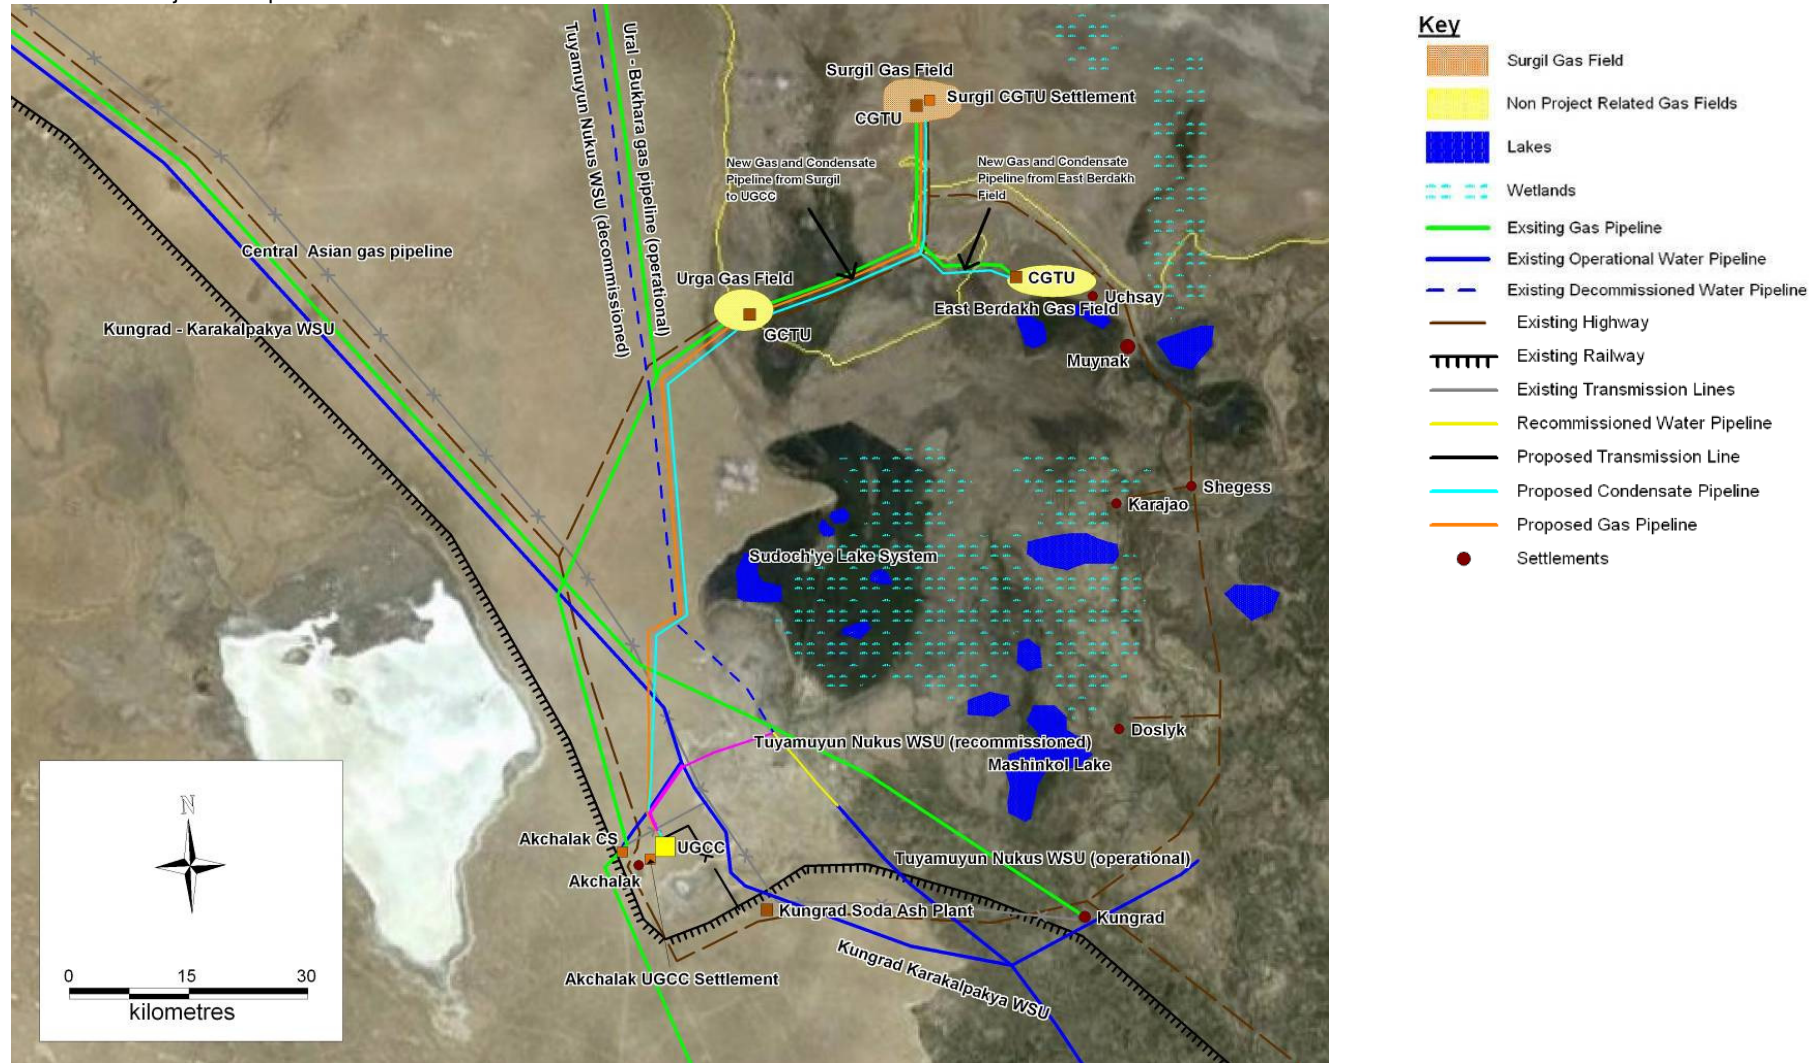 Tuyamuyun Nukus WSU (decommissioned)
Ural - Bukhara gas pipeline (operational)
Surgil Gas Field
Surgil CGTU Settlement
CGTU
New Gas and Condensate
Pipeline from Surgil
to UGCC
New Gas and Condensate
Pipeline from East Berdakh
Field
Central Asian gas pipeline
Urga Gas Field
CGTU
Uchsay
East Berdakh Gas Field
Kungrad - Karakalpakya WSU
GCTU
Muynak
Shegess
Karajao
Sudoch'ye Lake System
Doslyk
Tuyamuyun Nukus WSU (recommissioned)
Mashinkol Lake
Akchalak CS
UGCC
Tuyamuyun Nukus WSU (operational)
Akchalak
Kungrad Soda Ash Plant
Kungrad
Kungrad Karakalpakya WSU
Akchalak UGCC Settlement
N
0 15 30
kilometres
Key
Surgil Gas Field
Non Project Related Gas Fields
Lakes
Wetlands
Exsiting Gas Pipeline
Existing Operational Water Pipeline
Existing Decommissioned Water Pipeline
Existing Highway
Existing Railway
Existing Transmission Lines
Recommissioned Water Pipeline
Proposed Transmission Line
Proposed Condensate Pipeline
Proposed Gas Pipeline
Settlements